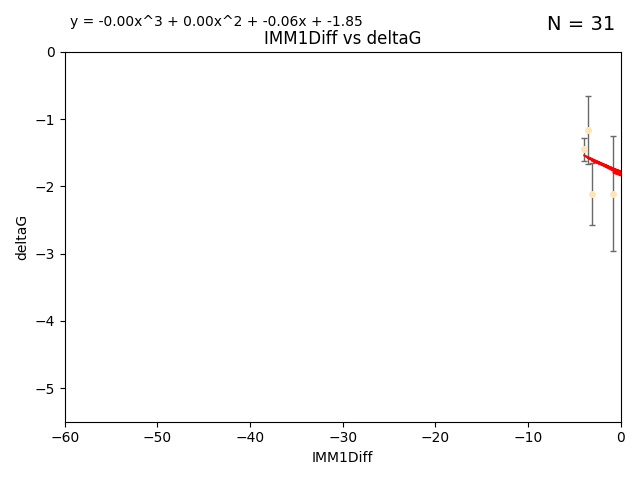 y = -0.00x^3 + 0.00x^2 + -0.06x + -1.85
N = 31
IMM1Diff vs deltaG
0
−1
−2
−3
−4
−5
deltaG
−60 −50 −40 −30 −20 −10 0
IMM1Diff